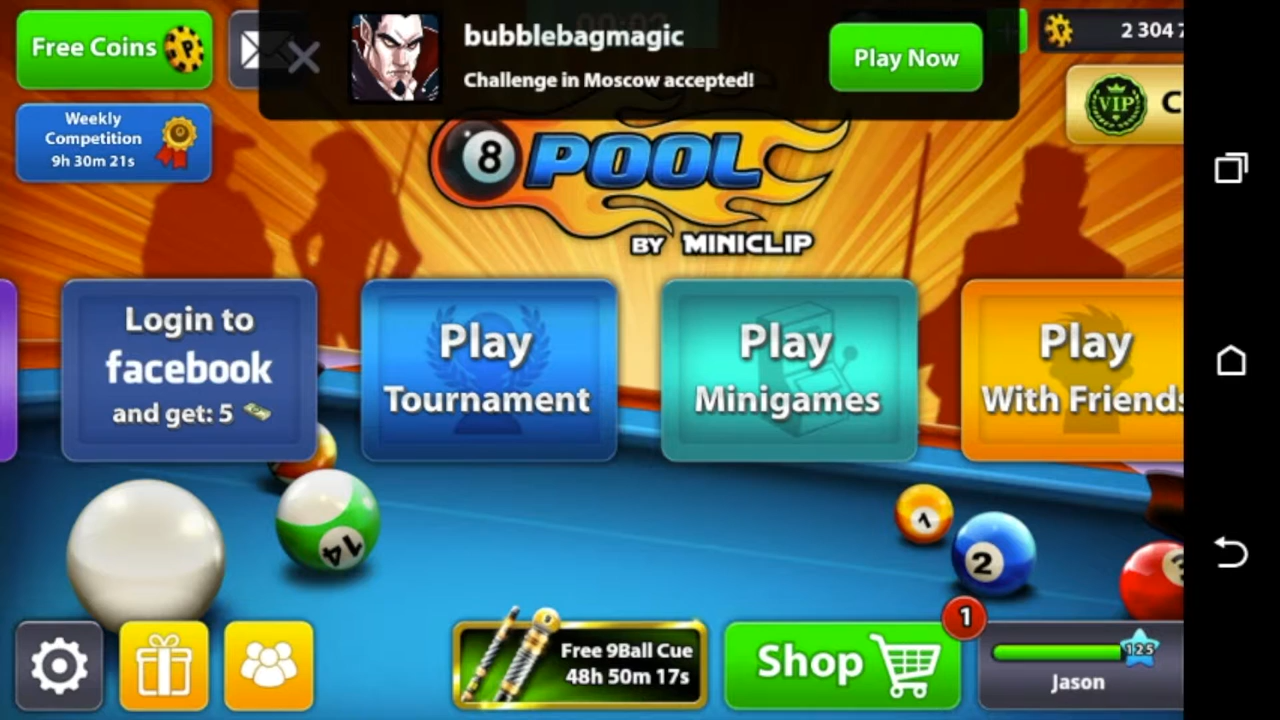 Free Coins
bubblebagmagic
Challenge in Moscow accepted!
Play Now
2 304 7
VIP
C
Weekly
Competition
9h 30m 21s
8
POOL
BY MINICLIP
Login to
facebook
and get: 5
Play
Tournament
Play
Minigames
Play
With Friends
14
1
2
Free 9Ball Cue
48h 50m 17s
Shop
1
125
Jason